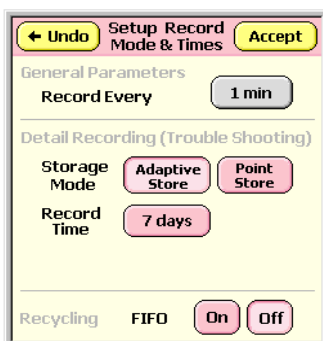 ← Undo Setup Record Mode & Times Accept
General Parameters
Record Every 1 min
Detail Recording (Trouble Shooting)
Storage Mode Adaptive Store Point Store
Record Time 7 days
Recycling FIFO On Off